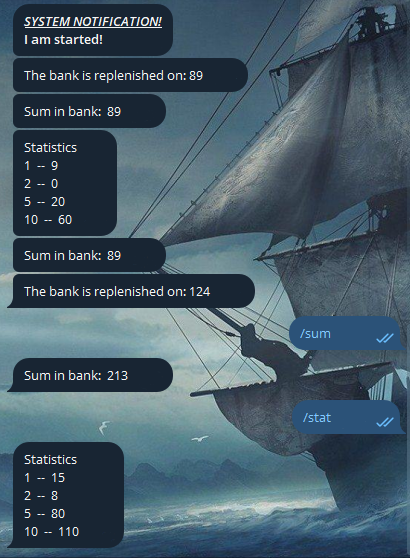 SYSTEM NOTIFICATION!
I am started!
The bank is replenished on: 89
Sum in bank: 89
Statistics
1 -- 9
2 -- 0
5 -- 20
10 -- 60
Sum in bank: 89
The bank is replenished on: 124
/sum
Sum in bank: 213
/stat
Statistics
1 -- 15
2 -- 8
5 -- 80
10 -- 110